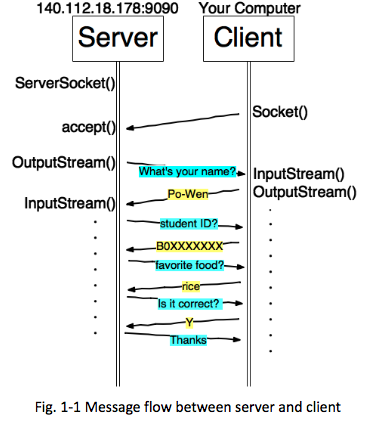 140.112.18.178:9090 Your Computer
Server Client
ServerSocket()
Socket()
accept()
OutputStream()
What's your name?
InputStream()
Po-Wen
OutputStream()
InputStream()
student ID?
B0XXXXXXX
favorite food?
rice
Is it correct?
Y
Thanks
Fig. 1-1 Message flow between server and client